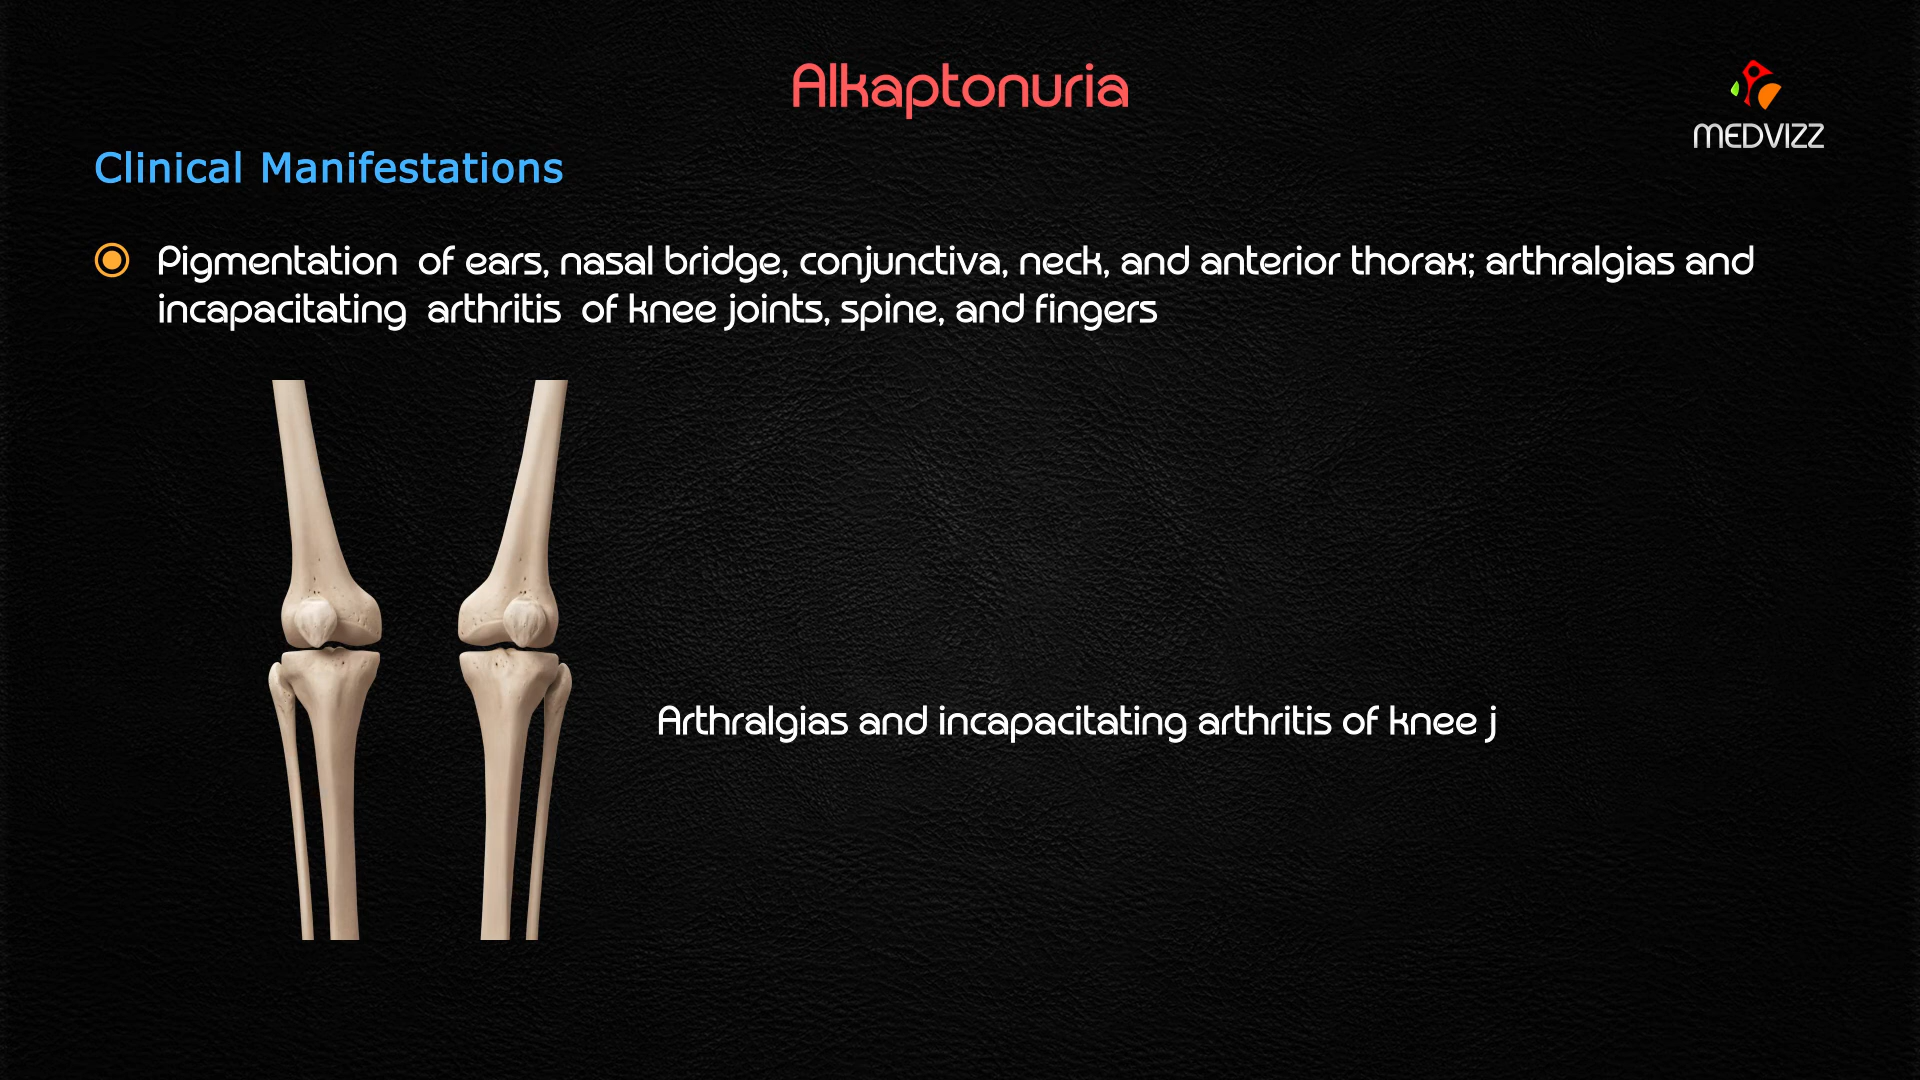 Alkaptonuria
MEDVIZZ
Clinical Manifestations
Pigmentation of ears, nasal bridge, conjunctiva, neck, and anterior thorax; arthralgias and
incapacitating arthritis of knee joints, spine, and fingers
Arthralgias and incapacitating arthritis of knee j